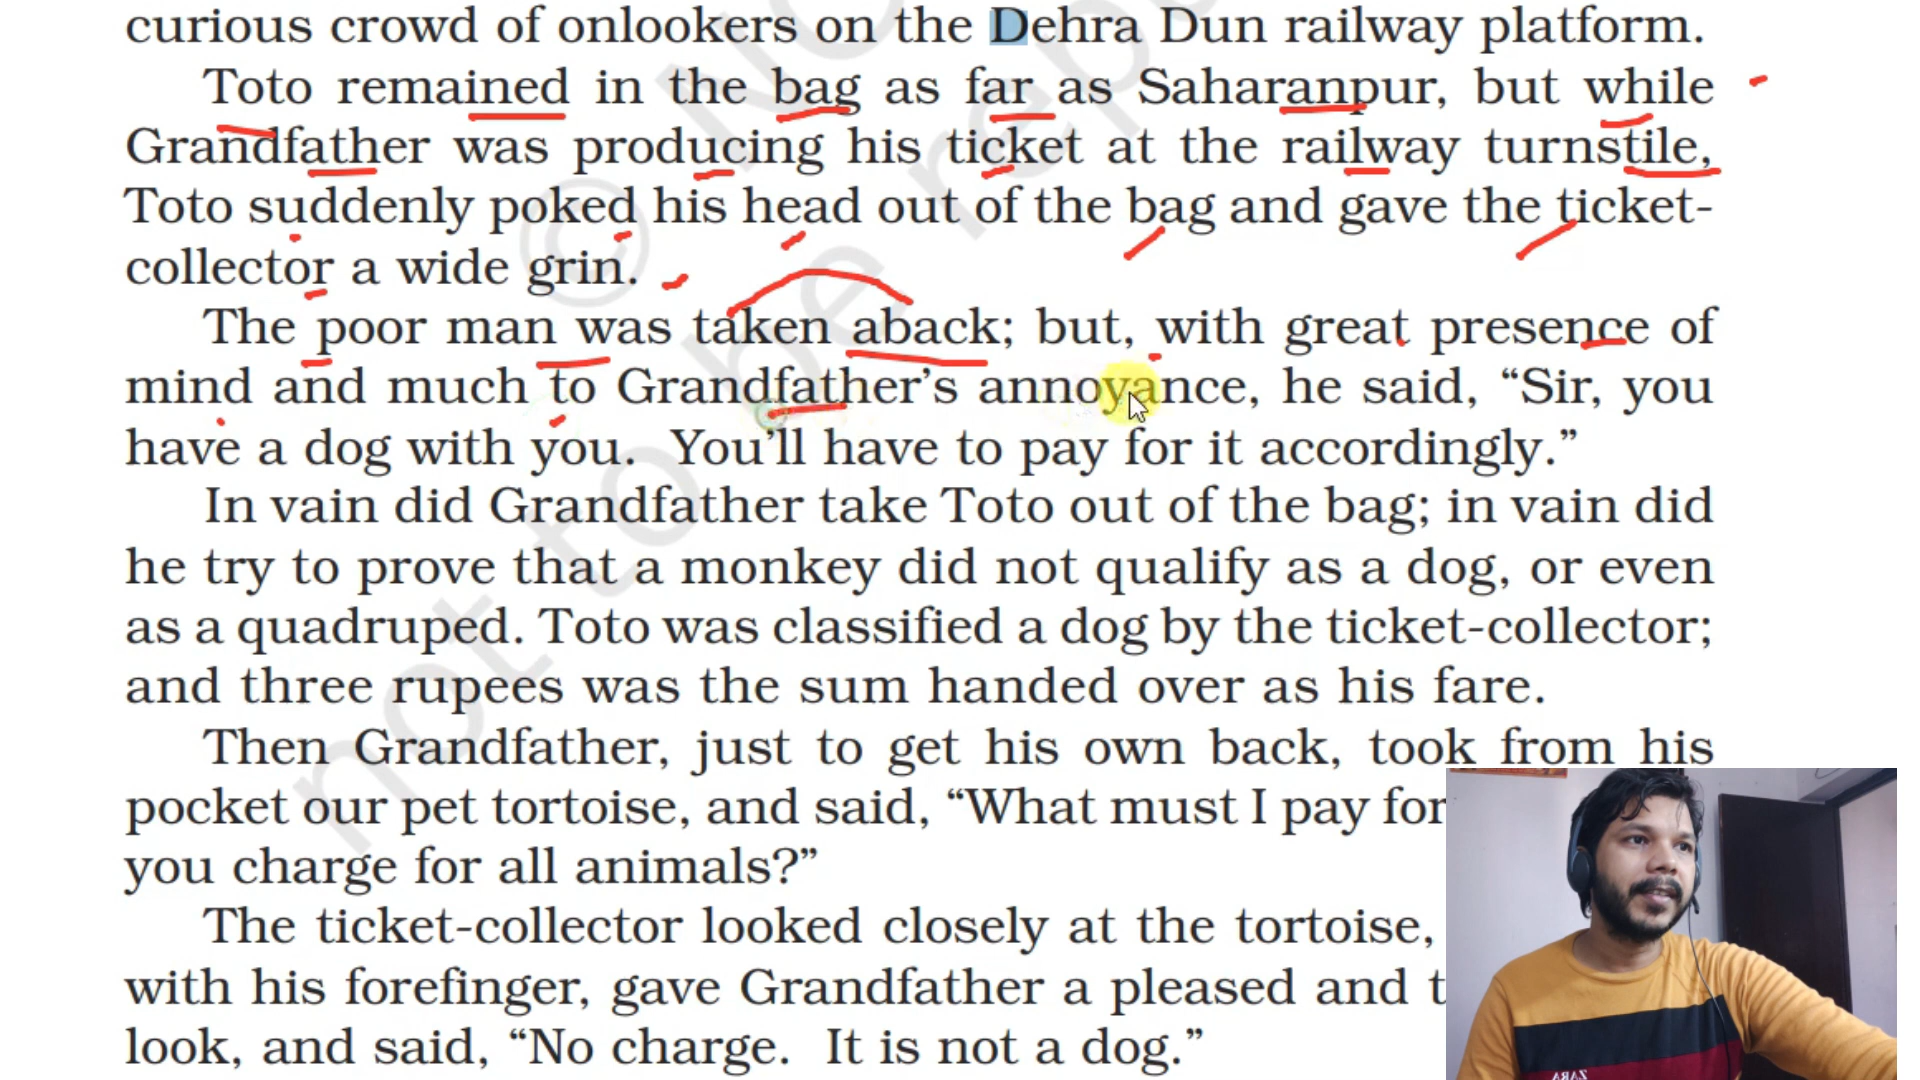 curious crowd of onlookers on the Dehra Dun railway platform.
Toto remained in the bag as far as Saharanpur, but while
Grandfather was producing his ticket at the railway turnstile,
Toto suddenly poked his head out of the bag and gave the ticket-
collector a wide grin.
The poor man was taken aback; but, with great presence of
mind and much to Grandfather’s annoyance, he said, “Sir, you
have a dog with you. You’ll have to pay for it accordingly.”
In vain did Grandfather take Toto out of the bag; in vain did
he try to prove that a monkey did not qualify as a dog, or even
as a quadruped. Toto was classified a dog by the ticket-collector;
and three rupees was the sum handed over as his fare.
Then Grandfather, just to get his own back, took from his
pocket our pet tortoise, and said, “What must I pay for
you charge for all animals?”
The ticket-collector looked closely at the tortoise,
with his forefinger, gave Grandfather a pleased and t
look, and said, “No charge. It is not a dog.”
© NO
not to be repu
ZARA